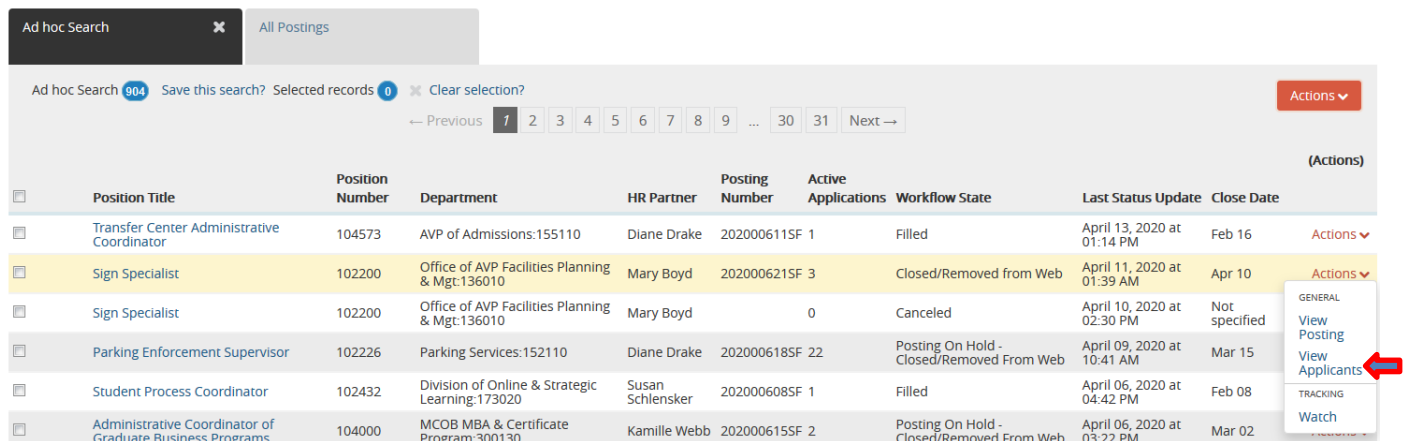 Ad hoc Search ✖ All Postings
Ad hoc Search 904 Save this search? Selected records 0 ✖ Clear selection?
Actions
← Previous 1 2 3 4 5 6 7 8 9 ... 30 31 Next →
(Actions)
Position Title Position Number Department HR Partner Posting Number Active Applications Workflow State Last Status Update Close Date
Transfer Center Administrative Coordinator 104573 AVP of Admissions:155110 Diane Drake 202000611SF 1 Filled April 13, 2020 at 01:14 PM Feb 16 Actions
Sign Specialist 102200 Office of AVP Facilities Planning & Mgt:136010 Mary Boyd 202000621SF 3 Closed/Removed from Web April 11, 2020 at 01:39 AM Apr 10 Actions
Sign Specialist 102200 Office of AVP Facilities Planning & Mgt:136010 Mary Boyd 0 Canceled April 10, 2020 at 02:30 PM Not specified
Parking Enforcement Supervisor 102226 Parking Services:152110 Diane Drake 202000618SF 22 Posting On Hold - Closed/Removed From Web April 09, 2020 at 10:41 AM Mar 15
Student Process Coordinator 102432 Division of Online & Strategic Learning:173020 Susan Schlensker 202000608SF 1 Filled April 06, 2020 at 04:42 PM Feb 08
Administrative Coordinator of Graduate Business Programs 104000 MCOB MBA & Certificate Program:300130 Kamille Webb 202000615SF 2 Posting On Hold - Closed/Removed From Web April 06, 2020 at 03:22 PM Mar 02
GENERAL
View
Posting
View
Applicants
TRACKING
Watch